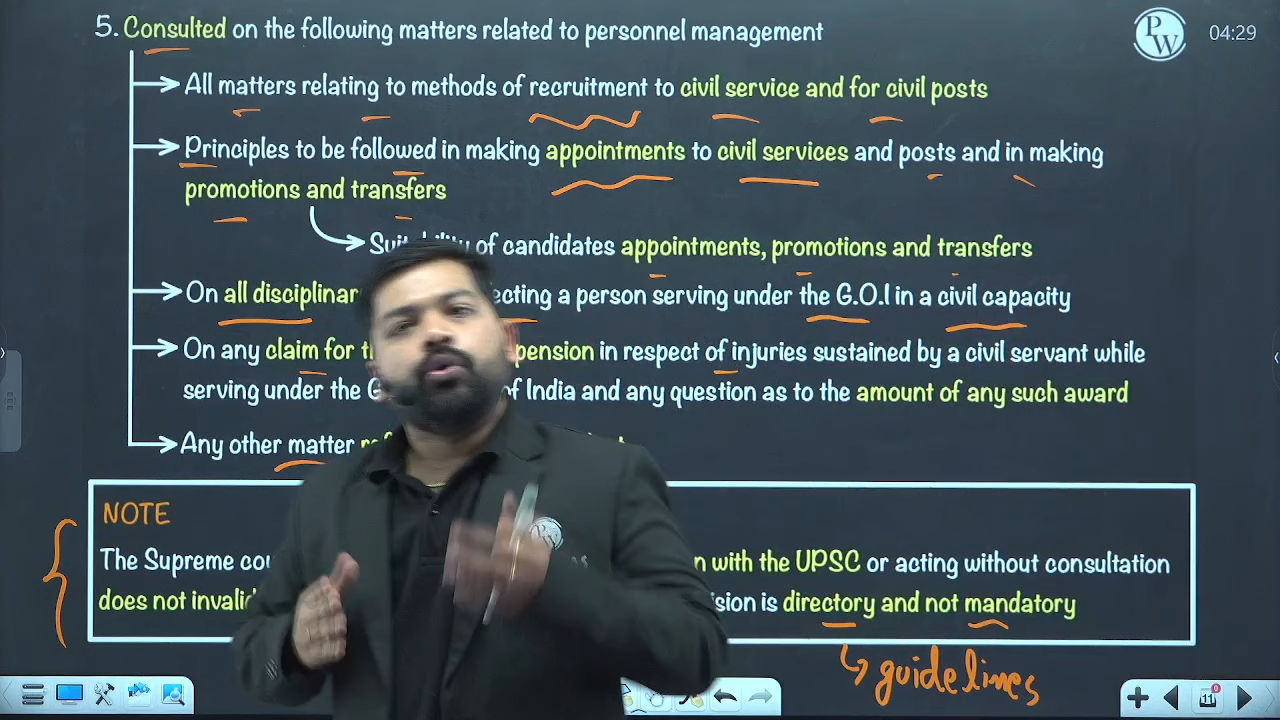 5. Consulted on the following matters related to personnel management
PW
04:29
All matters relating to methods of recruitment to civil service and for civil posts
Principles to be followed in making appointments to civil services and posts and in making
promotions and transfers
of candidates appointments, promotions and transfers
On all a person serving under the G.O.I in a civil capacity
On any claim for pension in respect of injuries sustained by a civil servant while
serving under the of India and any question as to the amount of any such award
Any other matter
NOTE
The Supreme with the UPSC or acting without consultation
does not is directory and not mandatory
guidelines